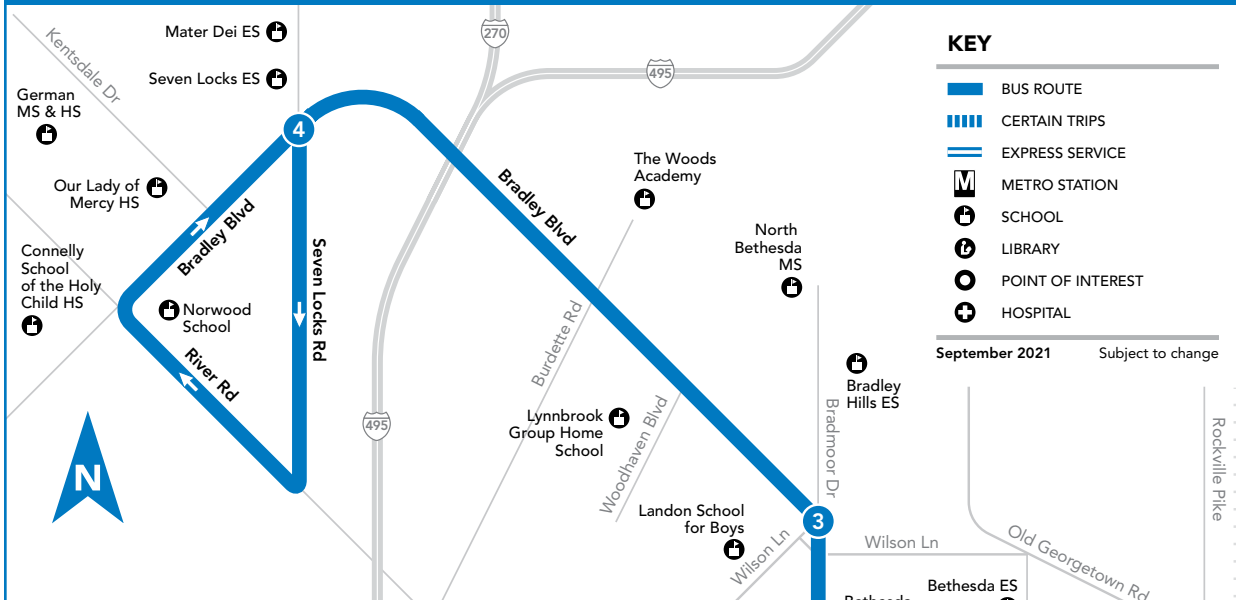 Mater Dei ES
Seven Locks ES
Kentsdale Dr
German
MS & HS
Our Lady of
Mercy HS
Connelly
School
of the Holy
Child HS
Norwood
School
4
Bradley Blvd
Seven Locks Rd
River Rd
N
270
495
495
Bradley Blvd
The Woods
Academy
North
Bethesda
MS
Burdette Rd
Lynnbrook
Group Home
School
Woodhaven Blvd
Bradley
Hills ES
Bradmoor Dr
Landon School
for Boys
3
Wilson Ln
Wilson Ln
Old Georgetown Rd
Rockville Pike
Bethesda ES
KEY
BUS ROUTE
CERTAIN TRIPS
EXPRESS SERVICE
M
METRO STATION
SCHOOL
LIBRARY
POINT OF INTEREST
HOSPITAL
September 2021
Subject to change